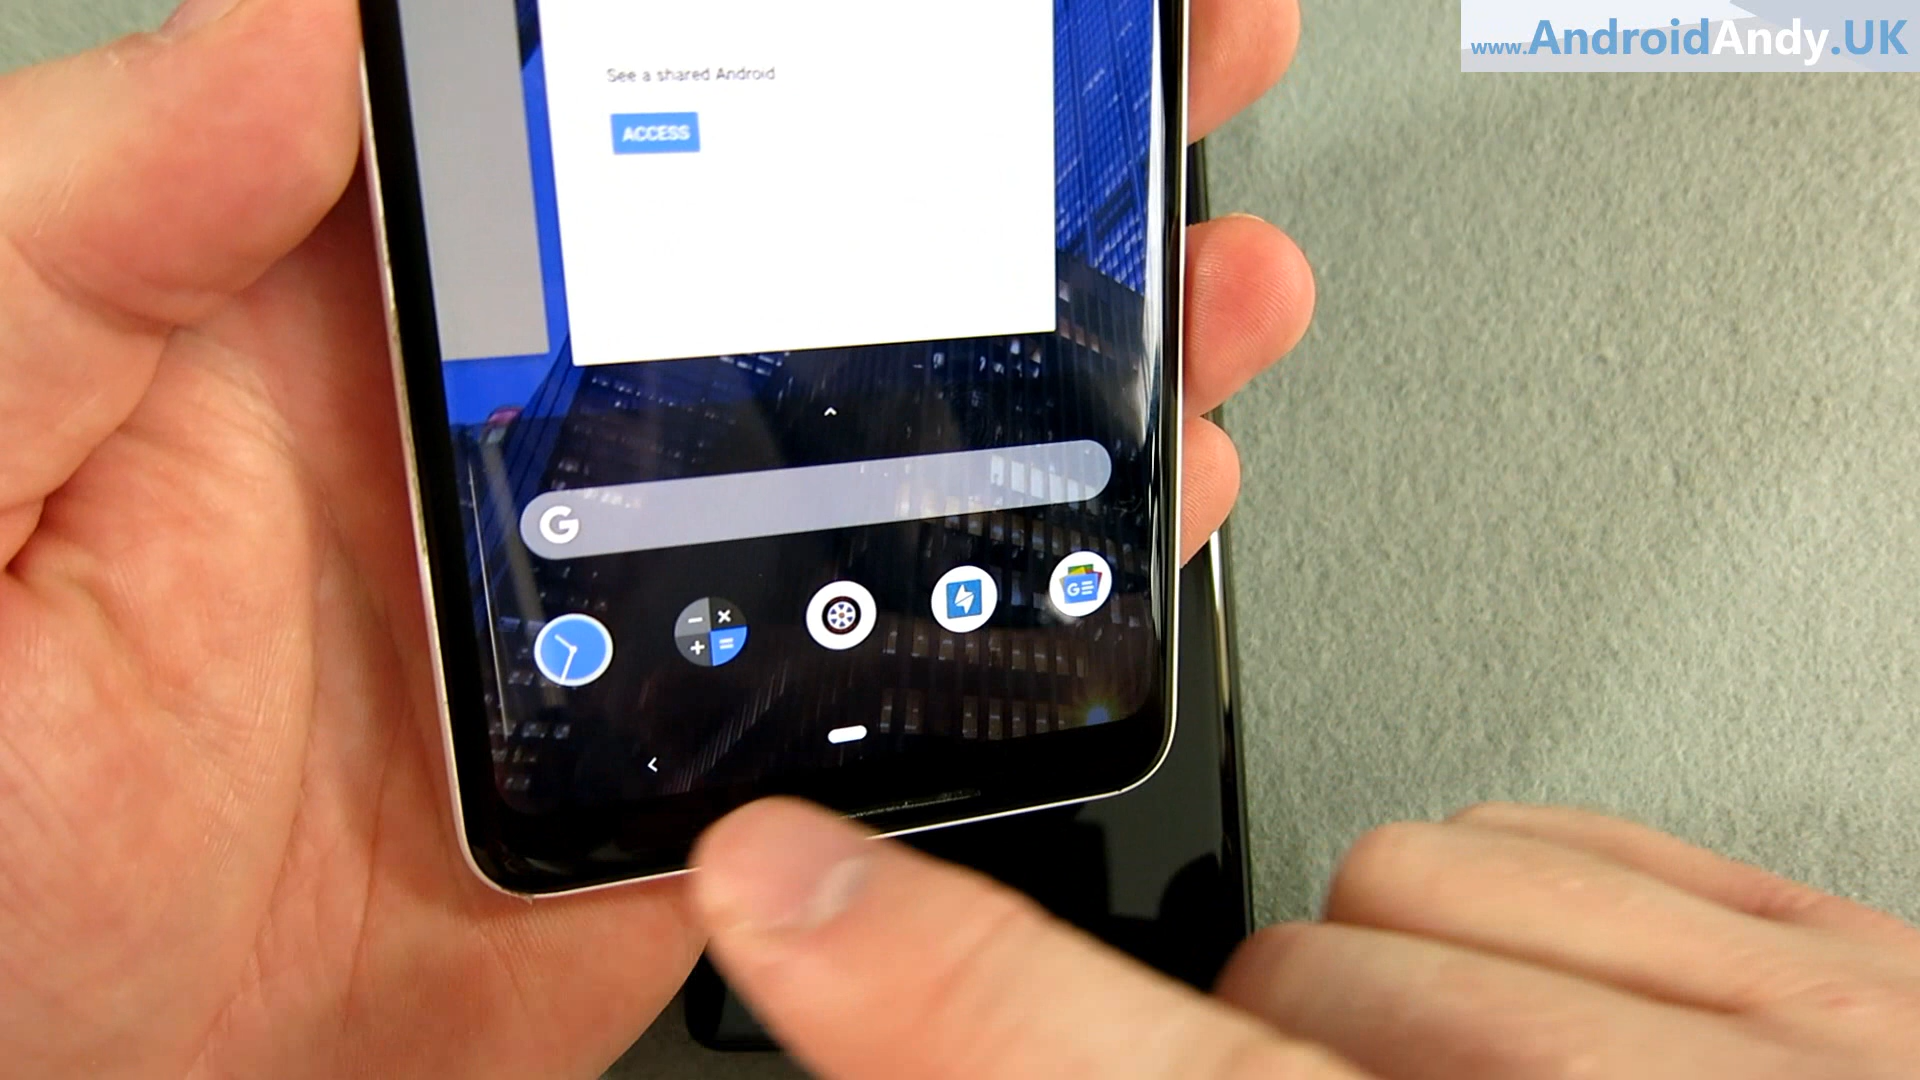 www.AndroidAndy.UK
See a shared Android
ACCESS
G
G